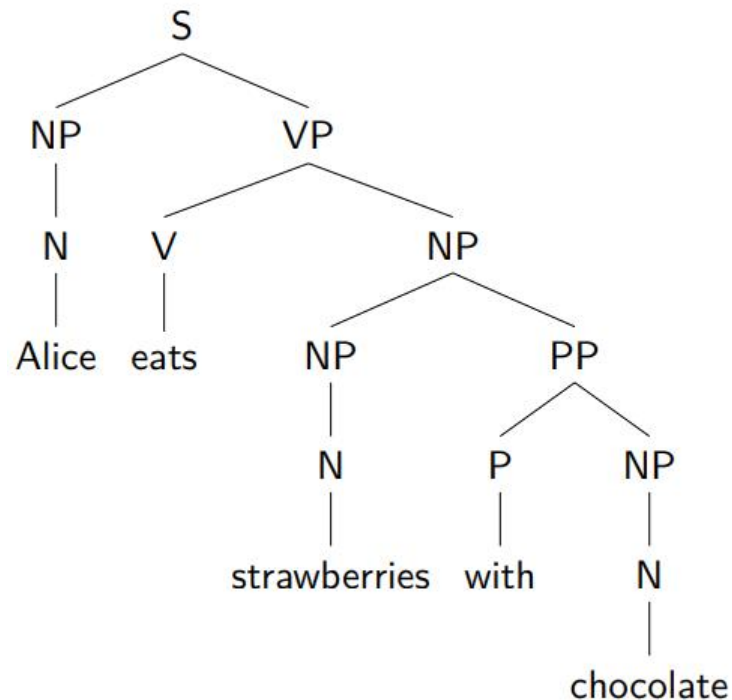 S
NP VP
N V NP
Alice eats NP PP
N P NP
strawberries with N
chocolate